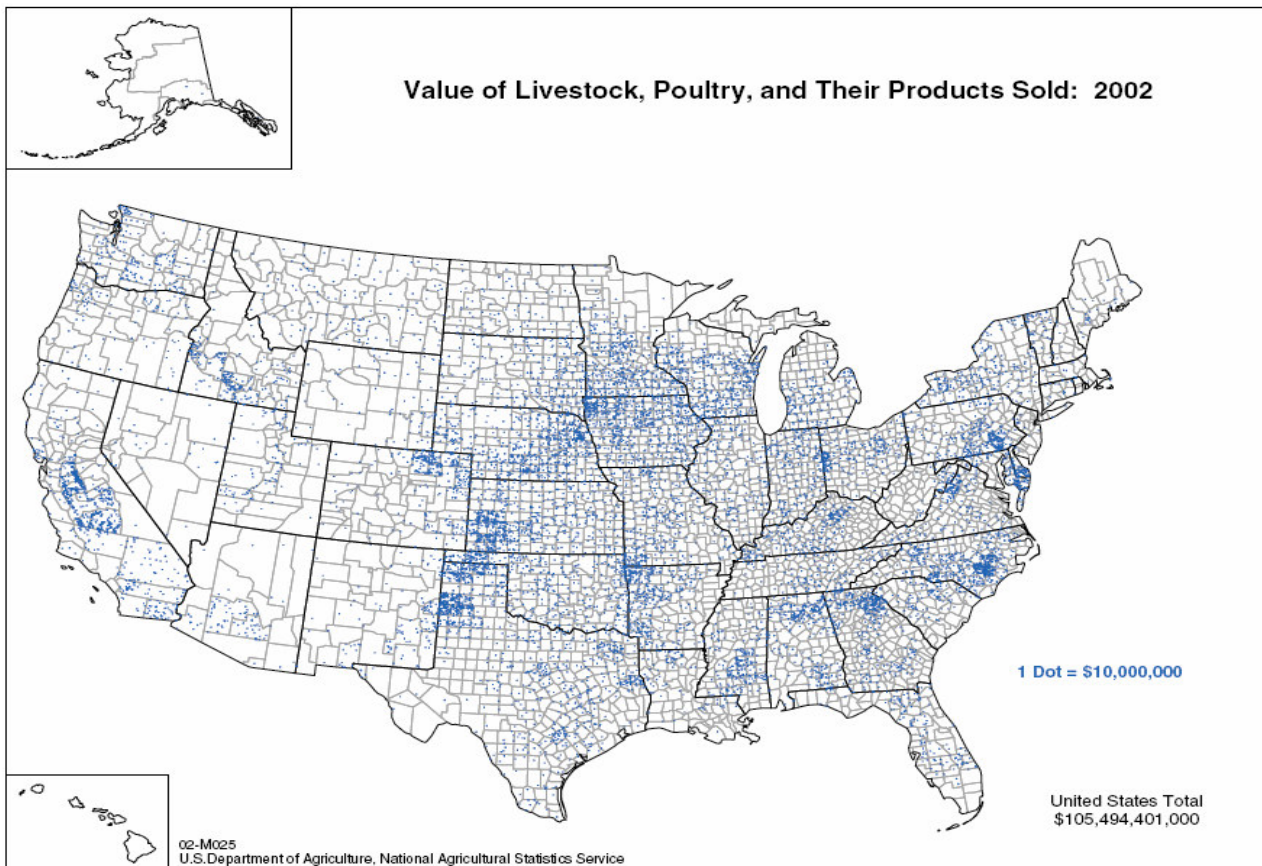 Value of Livestock, Poultry, and Their Products Sold: 2002
1 Dot = $10,000,000
United States Total
$105,494,401,000
02-M025
U.S.Department of Agriculture, National Agricultural Statistics Service